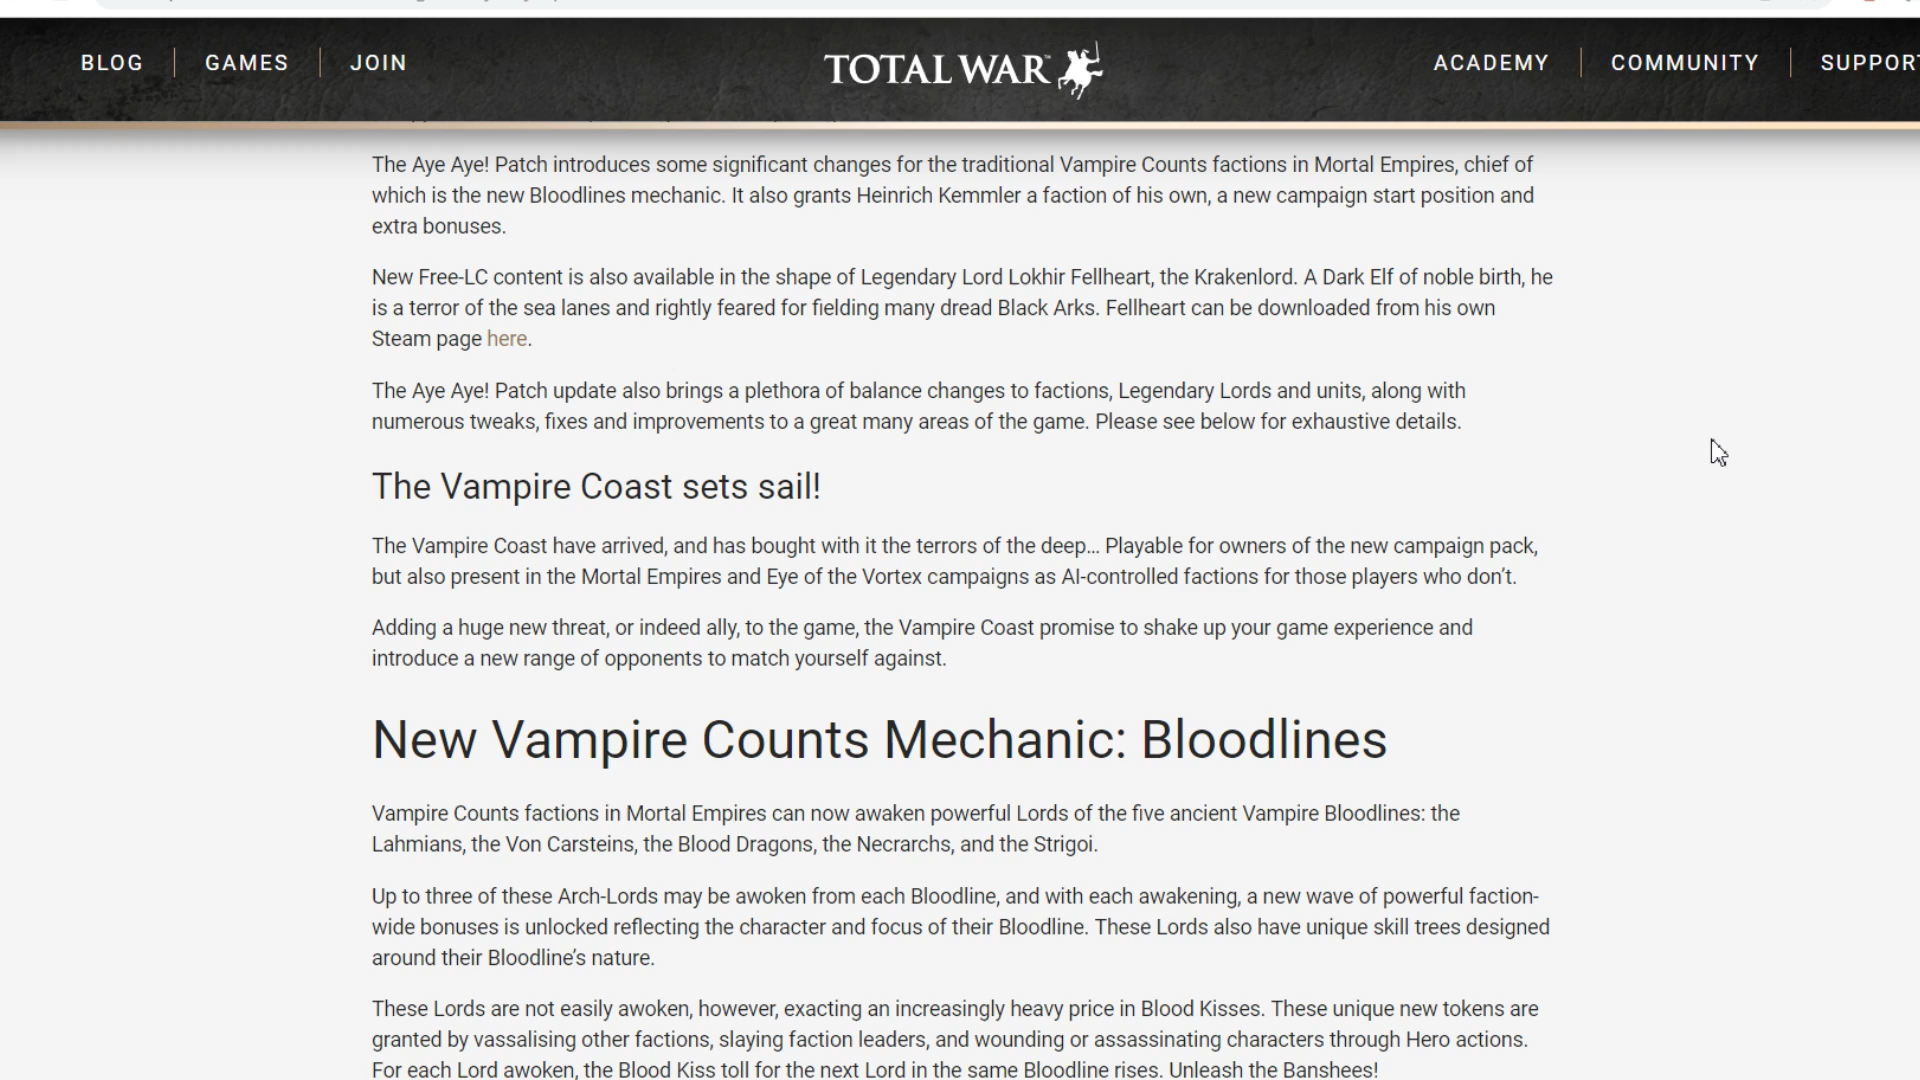 BLOG
GAMES
JOIN
TOTAL WAR™
ACADEMY
COMMUNITY
SUPPORT
The Aye Aye! Patch introduces some significant changes for the traditional Vampire Counts factions in Mortal Empires, chief of
which is the new Bloodlines mechanic. It also grants Heinrich Kemmler a faction of his own, a new campaign start position and
extra bonuses.
New Free-LC content is also available in the shape of Legendary Lord Lokhir Fellheart, the Krakenlord. A Dark Elf of noble birth, he
is a terror of the sea lanes and rightly feared for fielding many dread Black Arks. Fellheart can be downloaded from his own
Steam page here.
The Aye Aye! Patch update also brings a plethora of balance changes to factions, Legendary Lords and units, along with
numerous tweaks, fixes and improvements to a great many areas of the game. Please see below for exhaustive details.
The Vampire Coast sets sail!
The Vampire Coast have arrived, and has bought with it the terrors of the deep… Playable for owners of the new campaign pack,
but also present in the Mortal Empires and Eye of the Vortex campaigns as AI-controlled factions for those players who don’t.
Adding a huge new threat, or indeed ally, to the game, the Vampire Coast promise to shake up your game experience and
introduce a new range of opponents to match yourself against.
New Vampire Counts Mechanic: Bloodlines
Vampire Counts factions in Mortal Empires can now awaken powerful Lords of the five ancient Vampire Bloodlines: the
Lahmians, the Von Carsteins, the Blood Dragons, the Necrarchs, and the Strigoi.
Up to three of these Arch-Lords may be awoken from each Bloodline, and with each awakening, a new wave of powerful faction-
wide bonuses is unlocked reflecting the character and focus of their Bloodline. These Lords also have unique skill trees designed
around their Bloodline’s nature.
These Lords are not easily awoken, however, exacting an increasingly heavy price in Blood Kisses. These unique new tokens are
granted by vassalising other factions, slaying faction leaders, and wounding or assassinating characters through Hero actions.
For each Lord awoken, the Blood Kiss toll for the next Lord in the same Bloodline rises. Unleash the Banshees!